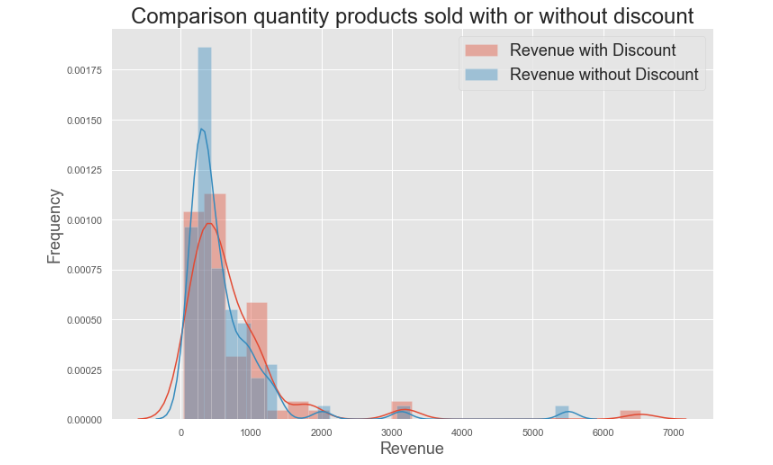 Comparison quantity products sold with or without discount
Revenue with Discount
Revenue without Discount
Frequency
0.00175
0.00150
0.00125
0.00100
0.00075
0.00050
0.00025
0.00000
0 1000 2000 3000 4000 5000 6000 7000
Revenue